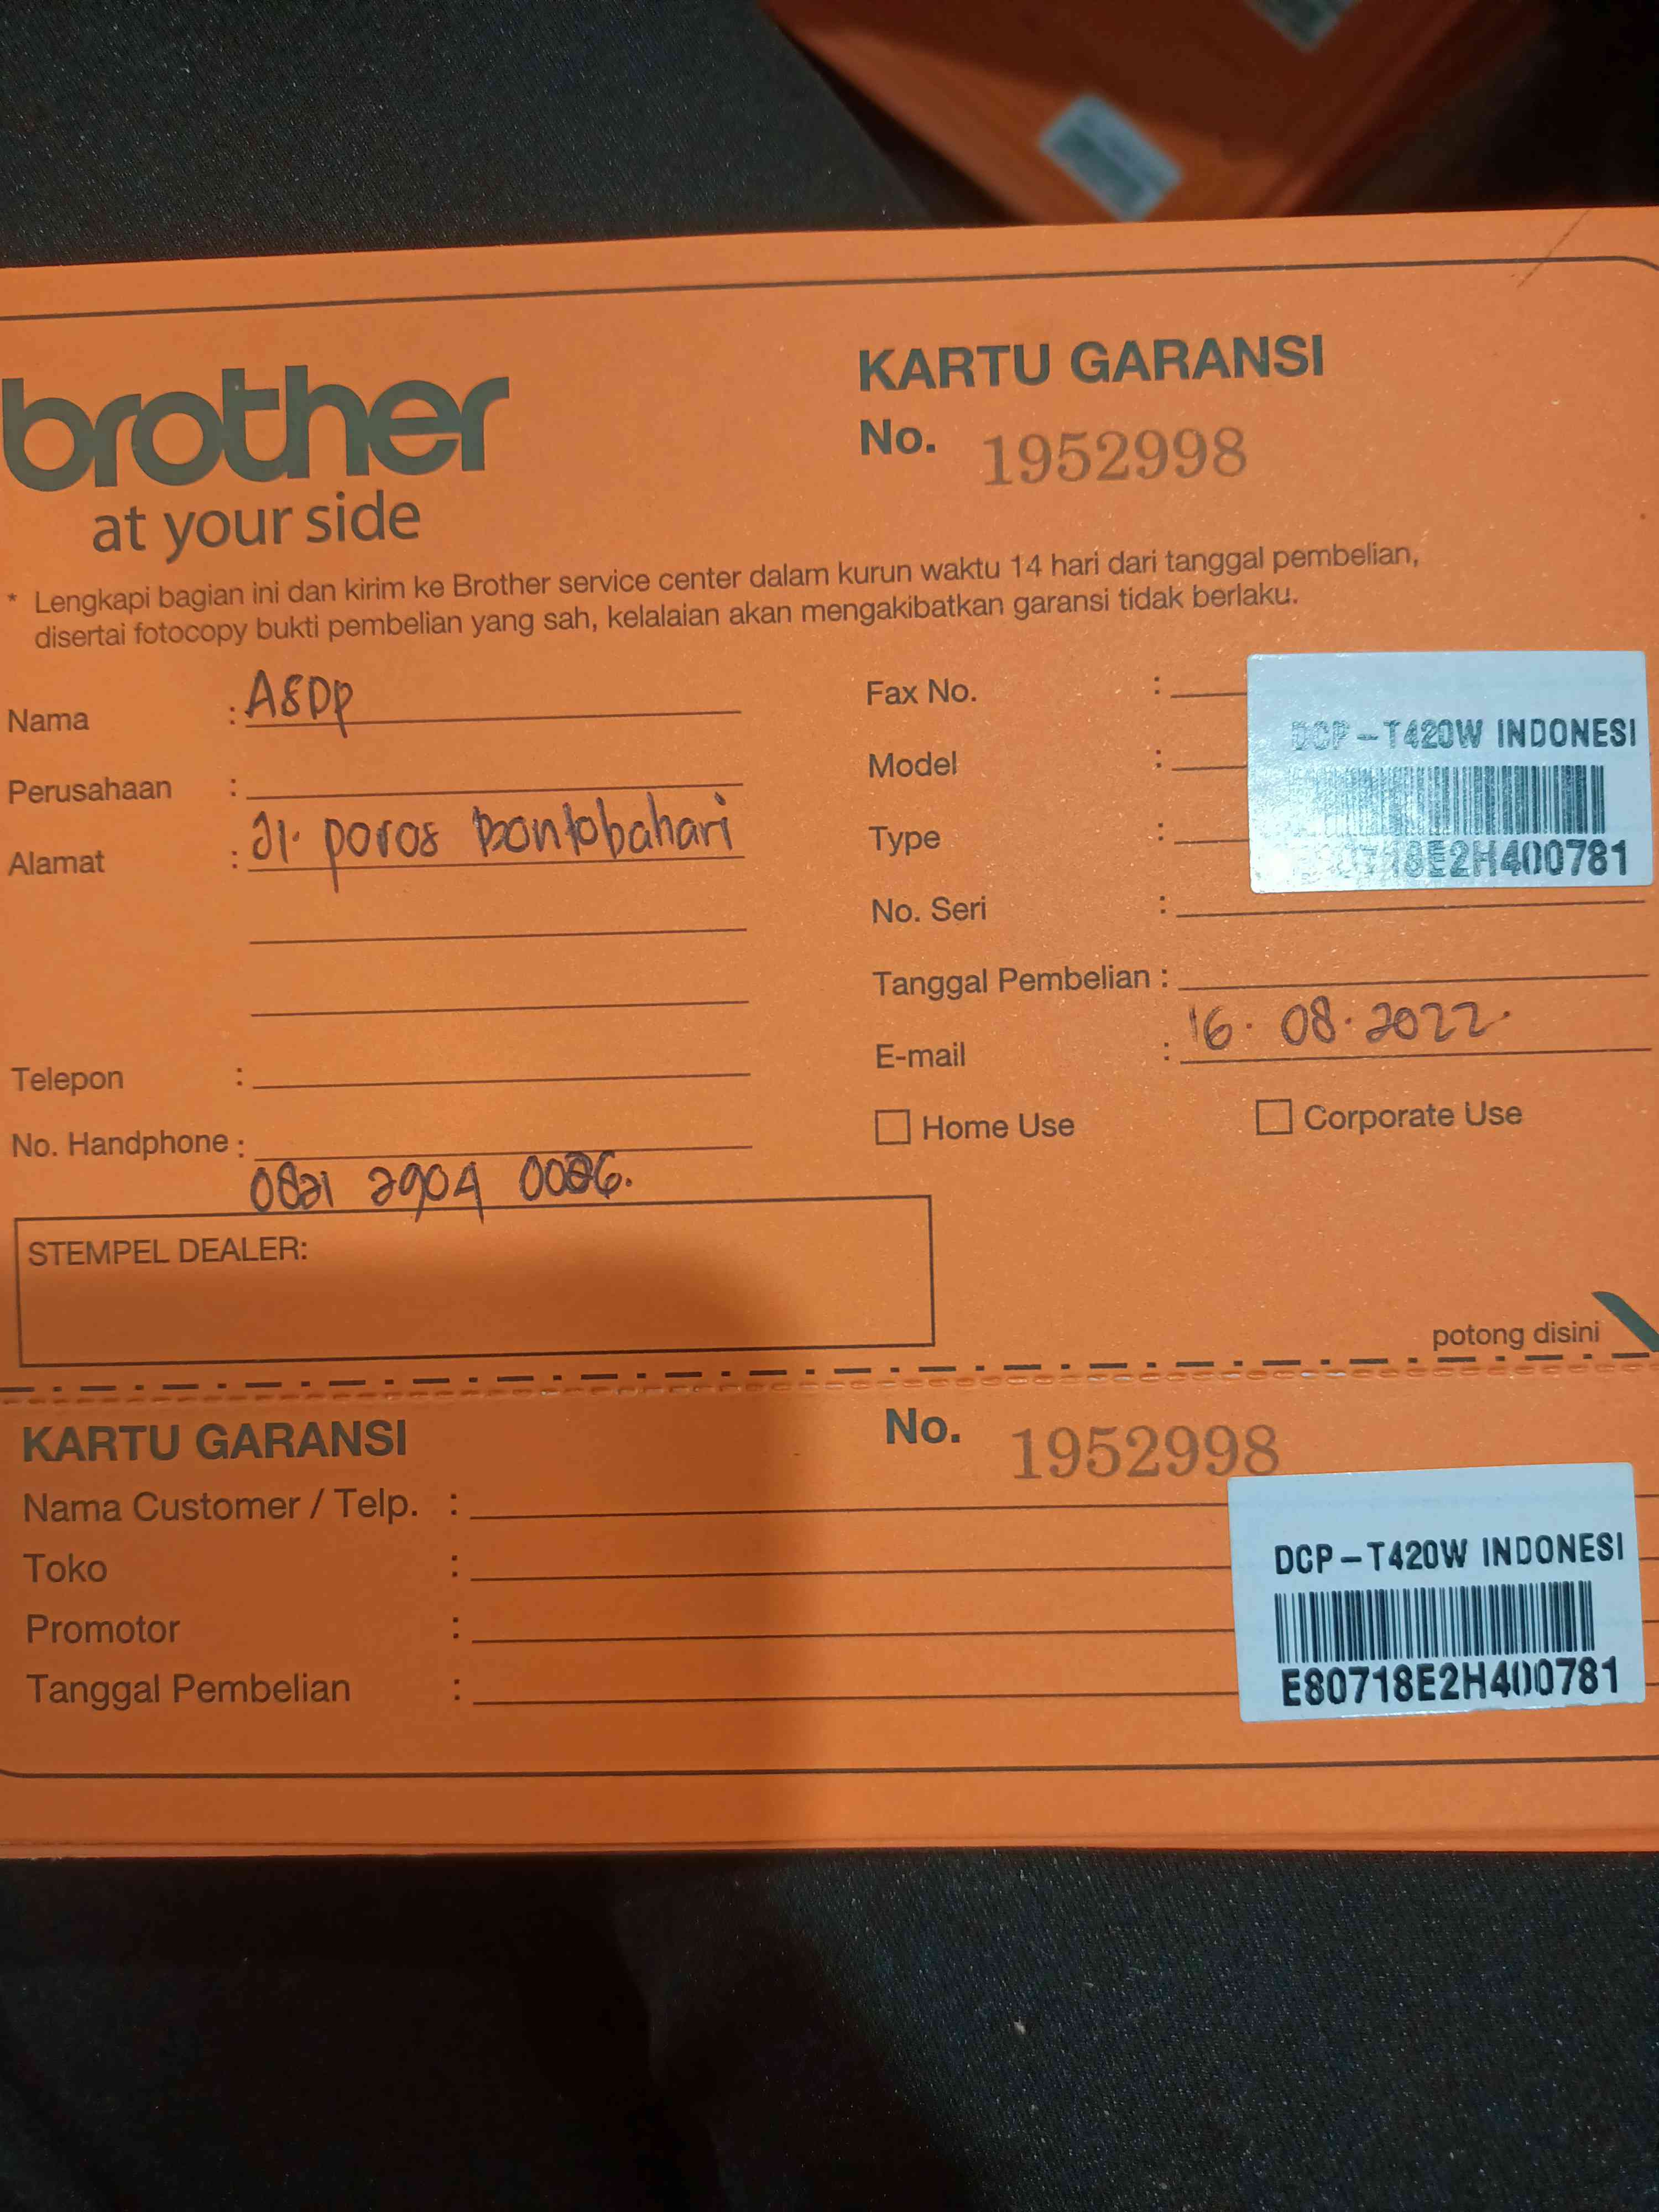 brother
at your side
KARTU GARANSI
No. 1952998
* Lengkapi bagian ini dan kirim ke Brother service center dalam kurun waktu 14 hari dari tanggal pembelian,
disertai fotocopy bukti pembelian yang sah, kelalaian akan mengakibatkan garansi tidak berlaku.
Nama : ASDP
Perusahaan :
Alamat : Jl. poros bontobahari
Telepon :
No. Handphone :
0821 2904 0026.
Fax No. :
Model :
Type :
No. Seri :
DCP-T420W INDONESI
E80718E2H400781
Tanggal Pembelian :
16. 08. 2022.
E-mail :
Home Use
Corporate Use
STEMPEL DEALER:
potong disini
KARTU GARANSI
No. 1952998
Nama Customer / Telp. :
Toko :
Promotor :
Tanggal Pembelian :
DCP-T420W INDONESI
E80718E2H400781